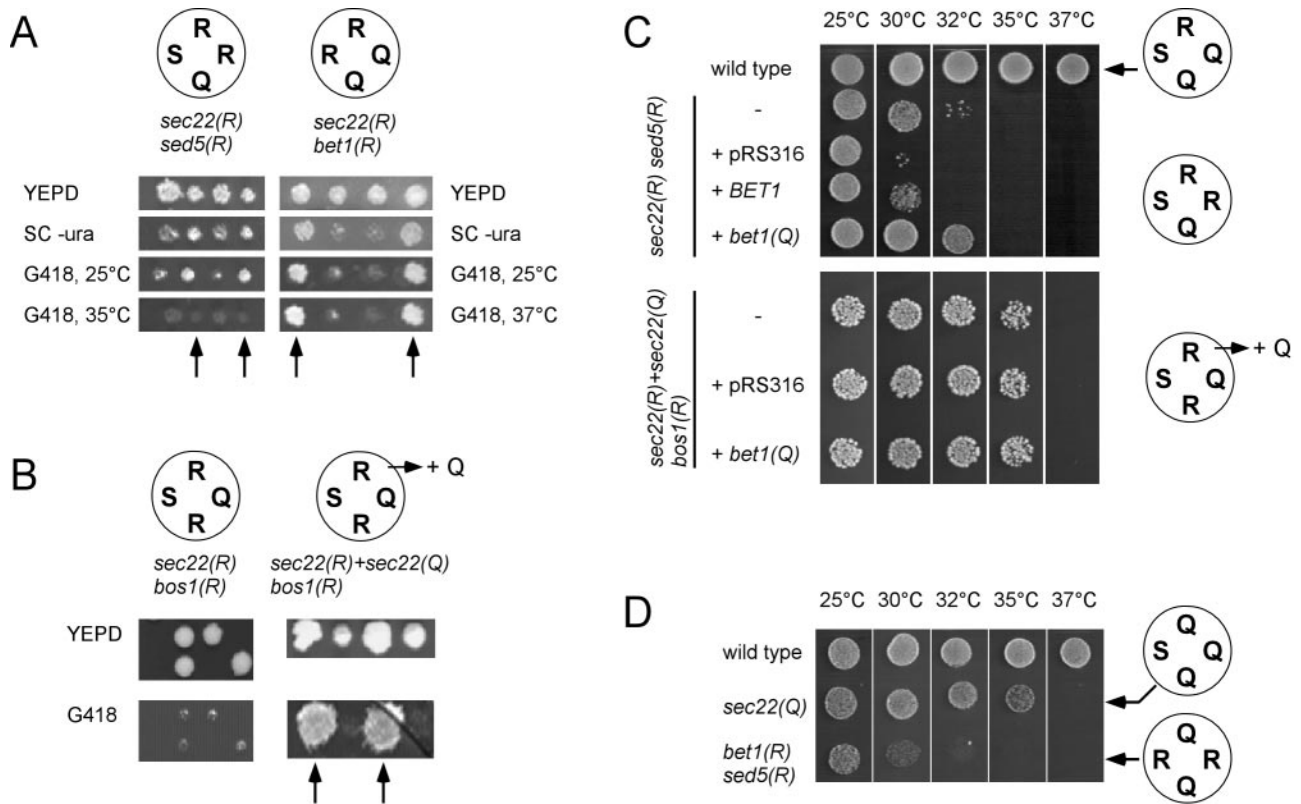 A
R
S R
Q
sec22(R)
sed5(R)
R
R Q
Q
sec22(R)
bet1(R)
YEPD YEPD
SC -ura SC -ura
G418, 25°C G418, 25°C
G418, 35°C G418, 37°C
B
R
S Q
R
sec22(R)
bos1(R)
R + Q
S Q
R
sec22(R)+sec22(Q)
bos1(R)
YEPD
G418
C
25°C 30°C 32°C 35°C 37°C
wild type
R
S Q
Q
sec22(R) sed5(R)
-
+ pRS316
+ BET1
+ bet1(Q)
R
S R
Q
sec22(R)+sec22(Q)
bos1(R)
-
+ pRS316
+ bet1(Q)
R + Q
S Q
R
D
25°C 30°C 32°C 35°C 37°C
wild type
sec22(Q)
bet1(R)
sed5(R)
Q
S Q
Q
Q
R R
Q